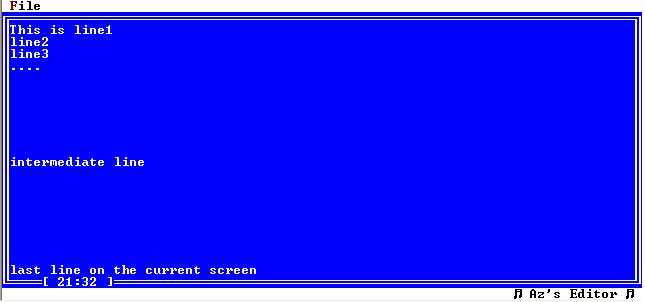 File
This is line1
line2
line3
----
intermediate line
last line on the current screen
[ 21:32 ]
♫ Az's Editor ♫